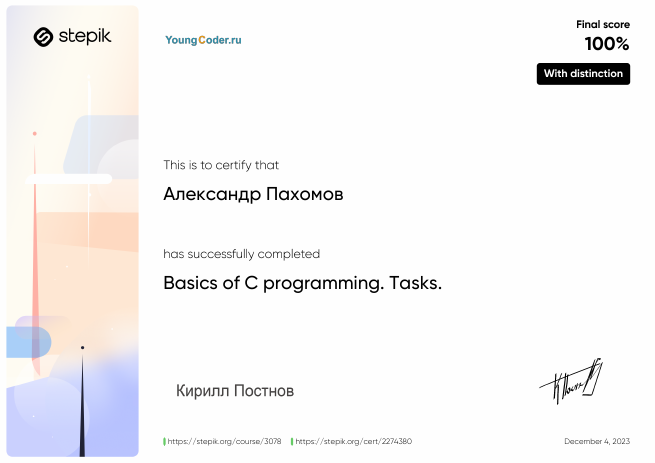 stepik
YoungCoder.ru
Final score
100%
With distinction
This is to certify that
Александр Пахомов
has successfully completed
Basics of C programming. Tasks.
Кирилл Постнов
https://stepik.org/course/3078 https://stepik.org/cert/2274380
December 4, 2023